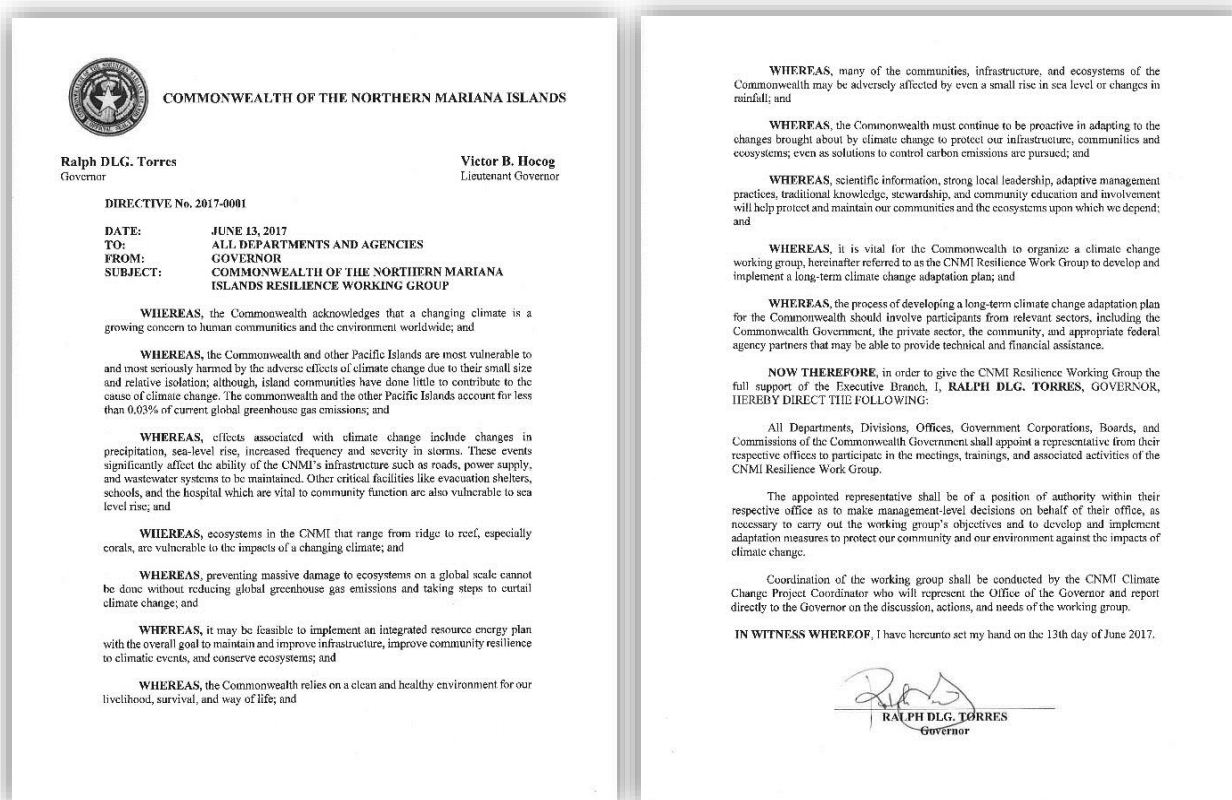 COMMONWEALTH OF THE NORTHERN MARIANA ISLANDS
Ralph DLG. Torres
Governor
Victor B. Hocog
Lieutenant Governor
DIRECTIVE No. 2017-0001
DATE: JUNE 13, 2017
TO: ALL DEPARTMENTS AND AGENCIES
FROM: GOVERNOR
SUBJECT: COMMONWEALTH OF THE NORTHERN MARIANA
ISLANDS RESILIENCE WORKING GROUP
WHEREAS, the Commonwealth acknowledges that a changing climate is a
growing concern to human communities and the environment worldwide; and
WHEREAS, the Commonwealth and other Pacific Islands are most vulnerable to
and most seriously harmed by the adverse effects of climate change due to their small size
and relative isolation; although, island communities have done little to contribute to the
cause of climate change. The commonwealth and the other Pacific Islands account for less
than 0.03% of current global greenhouse gas emissions; and
WHEREAS, effects associated with climate change include changes in
precipitation, sea-level rise, increased frequency and severity in storms. These events
significantly affect the ability of the CNMI's infrastructure such as roads, power supply,
and wastewater systems to be maintained. Other critical facilities like evacuation shelters,
schools, and the hospital which are vital to community function are also vulnerable to sea
level rise; and
WHEREAS, ecosystems in the CNMI that range from ridge to reef, especially
corals, are vulnerable to the impacts of a changing climate; and
WHEREAS, preventing massive damage to ecosystems on a global scale cannot
be done without reducing global greenhouse gas emissions and taking steps to curtail
climate change; and
WHEREAS, it may be feasible to implement an integrated resource energy plan
with the overall goal to maintain and improve infrastructure, improve community resilience
to climatic events, and conserve ecosystems; and
WHEREAS, the Commonwealth relies on a clean and healthy environment for our
livelihood, survival, and way of life; and
WHEREAS, many of the communities, infrastructure, and ecosystems of the
Commonwealth may be adversely affected by even a small rise in sea level or changes in
rainfall; and
WHEREAS, the Commonwealth must continue to be proactive in adapting to the
changes brought about by climate change to protect our infrastructure, communities and
ecosystems; even as solutions to control carbon emissions are pursued; and
WHEREAS, scientific information, strong local leadership, adaptive management
practices, traditional knowledge, stewardship, and community education and involvement
will help protect and maintain our communities and the ecosystems upon which we depend;
and
WHEREAS, it is vital for the Commonwealth to organize a climate change
working group, hereinafter referred to as the CNMI Resilience Work Group to develop and
implement a long-term climate change adaptation plan; and
WHEREAS, the process of developing a long-term climate change adaptation plan
for the Commonwealth should involve participants from relevant sectors, including the
Commonwealth Government, the private sector, the community, and appropriate federal
agency partners that may be able to provide technical and financial assistance.
NOW THEREFORE, in order to give the CNMI Resilience Working Group the
full support of the Executive Branch, I, RALPH DLG. TORRES, GOVERNOR,
HEREBY DIRECT THE FOLLOWING:
All Departments, Divisions, Offices, Government Corporations, Boards, and
Commissions of the Commonwealth Government shall appoint a representative from their
respective offices to participate in the meetings, trainings, and associated activities of the
CNMI Resilience Work Group.
The appointed representative shall be of a position of authority within their
respective office as to make management-level decisions on behalf of their office, as
necessary to carry out the working group's objectives and to develop and implement
adaptation measures to protect our community and our environment against the impacts of
climate change.
Coordination of the working group shall be conducted by the CNMI Climate
Change Project Coordinator who will represent the Office of the Governor and report
directly to the Governor on the discussion, actions, and needs of the working group.
IN WITNESS WHEREOF, I have hereunto set my hand on the 13th day of June 2017.
RALPH DLG. TORRES
Governor